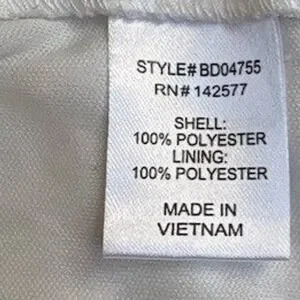 STYLE# BD04755
RN# 142577
SHELL:
100% POLYESTER
LINING:
100% POLYESTER
MADE IN
VIETNAM